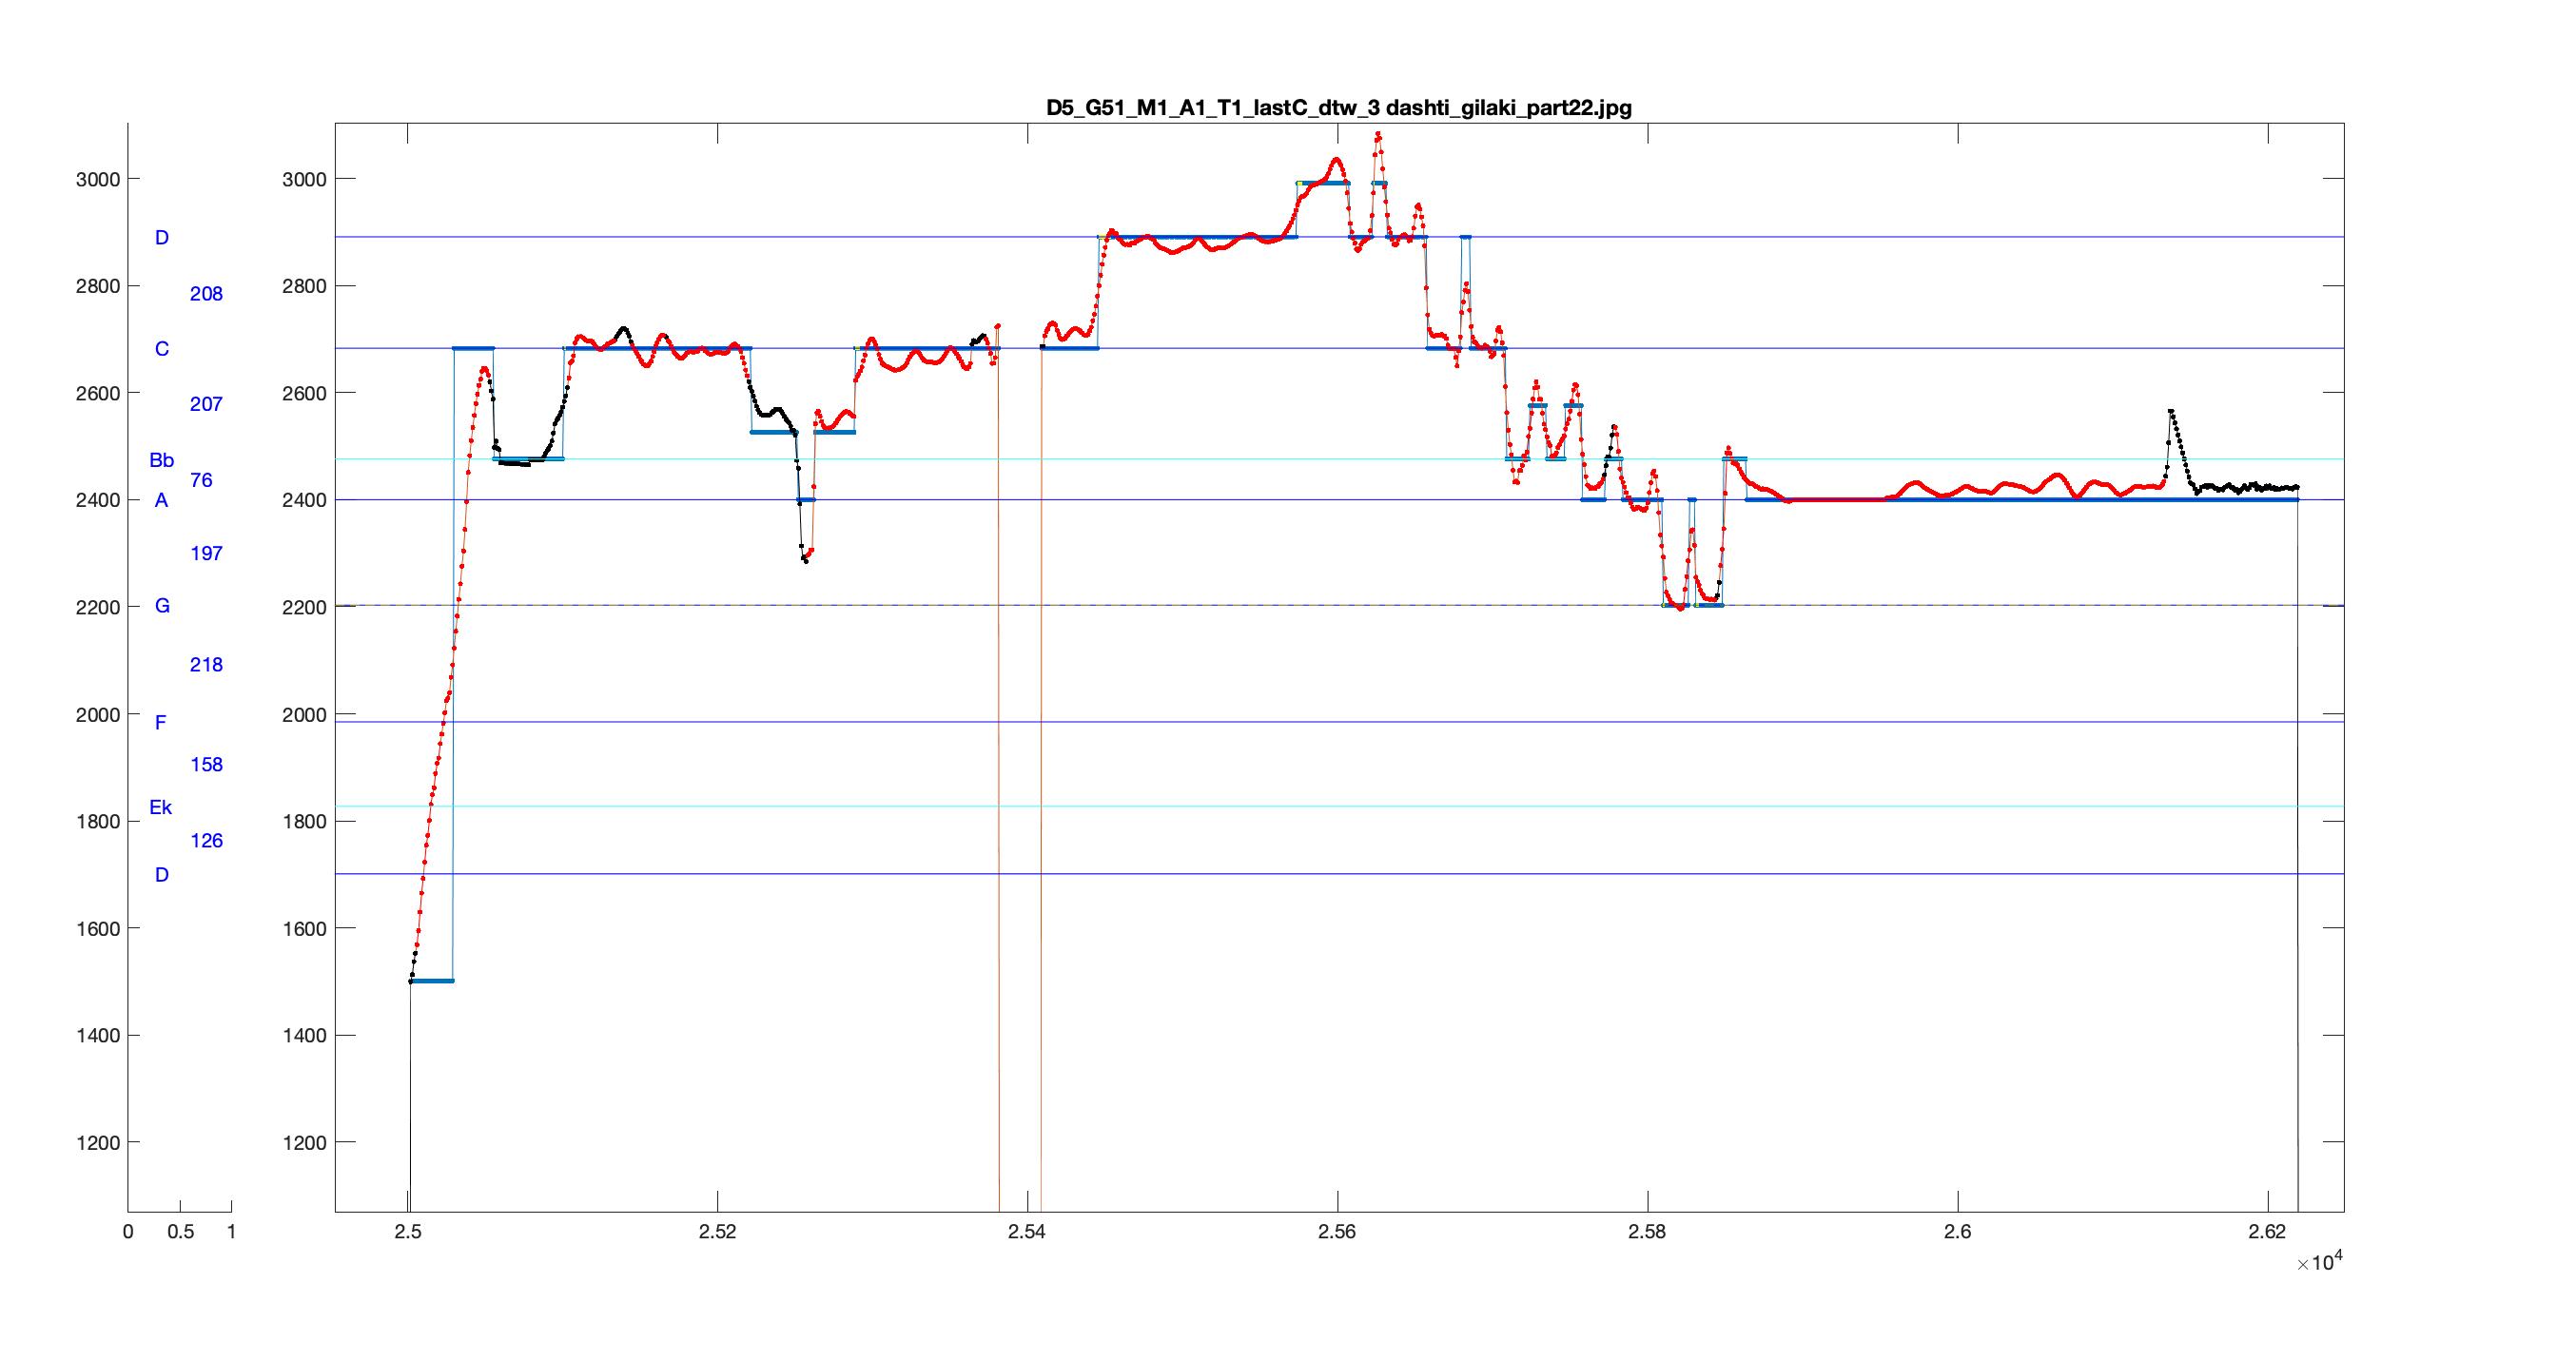 D5_G51_M1_A1_T1_lastC_dtw_3 dashti_gilaki_part22.jpg
3000 3000
D
2800 208 2800
C
2600 207 2600
Bb
76
2400 A 2400
197
2200 G 2200
218
2000 F 2000
158
1800 Ek 1800
126
D
1600 1600
1400 1400
1200 1200
0 0.5 1 2.5 2.52 2.54 2.56 2.58 2.6 2.62
×10⁴